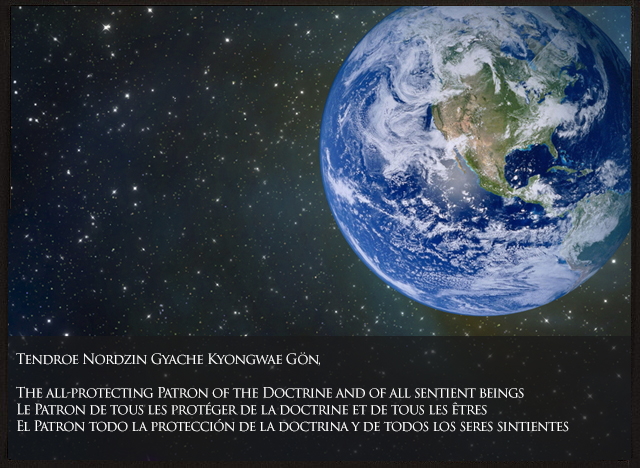 Tendroe Nordzin Gyache Kyongwae Gön,
The all-protecting Patron of the Doctrine and of all sentient beings
Le Patron de tous les protéger de la doctrine et de tous les êtres
El Patron todo la protección de la doctrina y de todos los seres sintientes